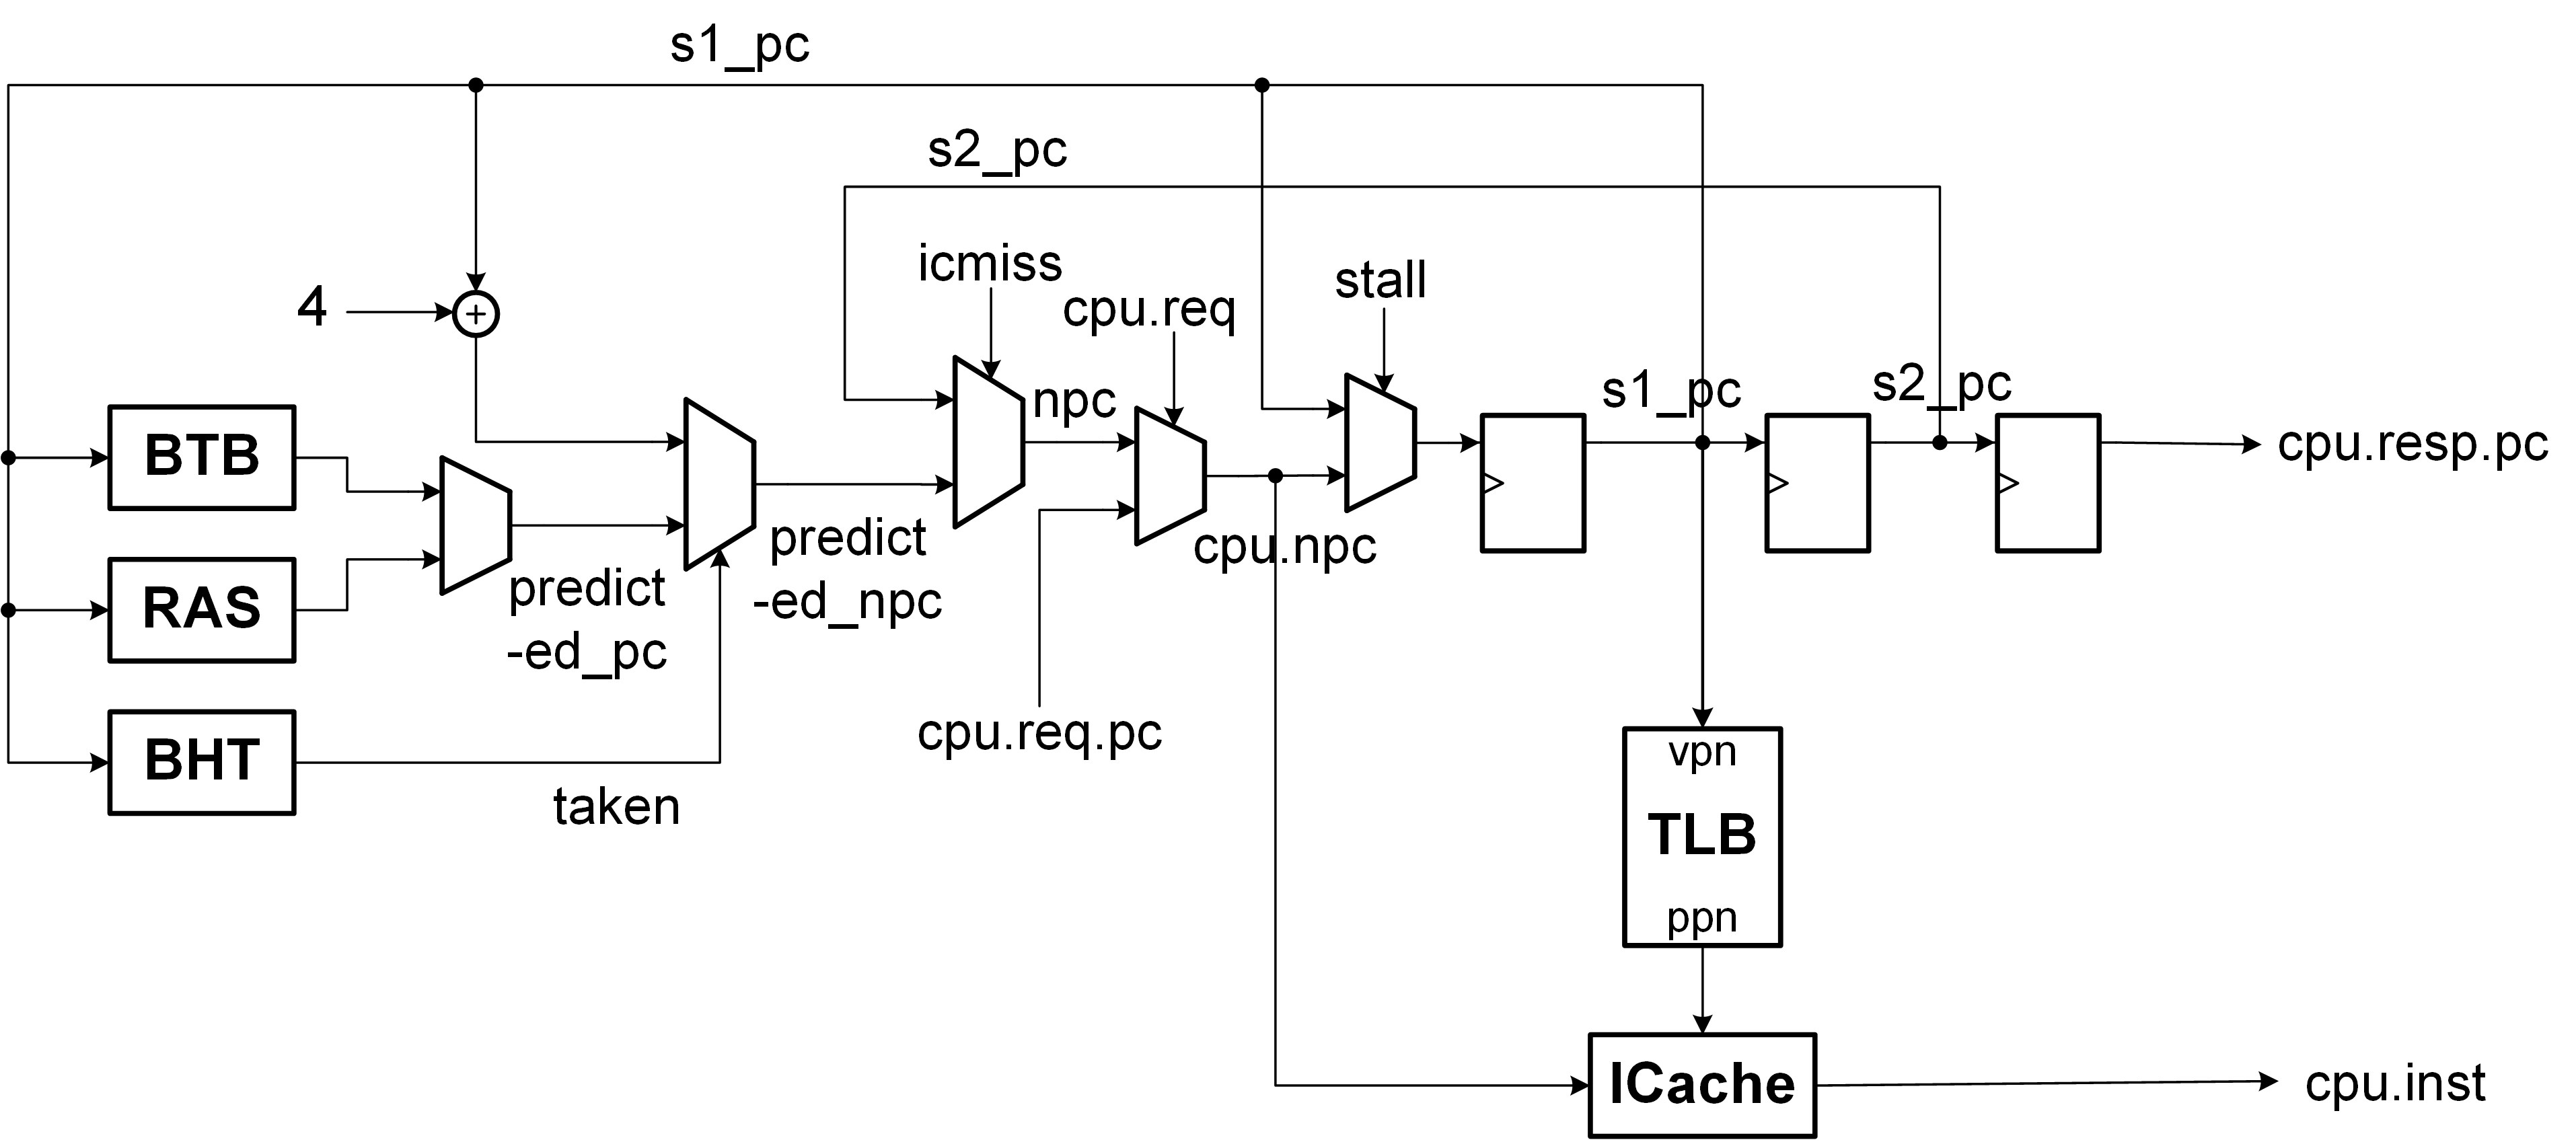 s1_pc
s2_pc
icmiss
cpu.req
stall
4
+
npc
s1_pc
s2_pc
BTB
cpu.resp.pc
predict
-ed_npc
cpu.npc
RAS
predict
-ed_pc
BHT
taken
cpu.req.pc
vpn
TLB
ppn
ICache
cpu.inst